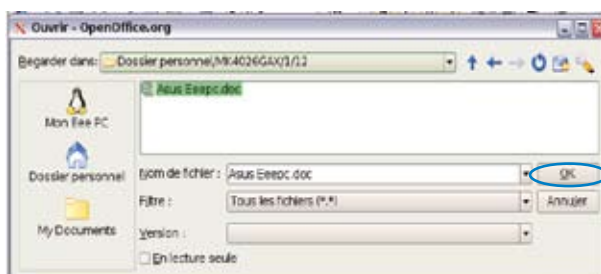 Ouvrir - OpenOffice.org
Regarder dans: Dossier personnel/MK4026GAX/1/12
Asus Eeepc.doc
Mon Eee PC
Dossier personnel
My Documents
Nom de fichier : Asus Eeepc.doc OK
Filtre : Tous les fichiers (*.*) Annuler
Version :
En lecture seule